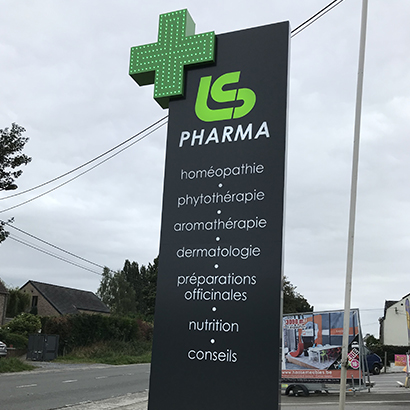 LS
PHARMA
homéopathie
•
phytothérapie
•
aromathérapie
•
dermatologie
•
préparations
officinales
•
nutrition
•
conseils